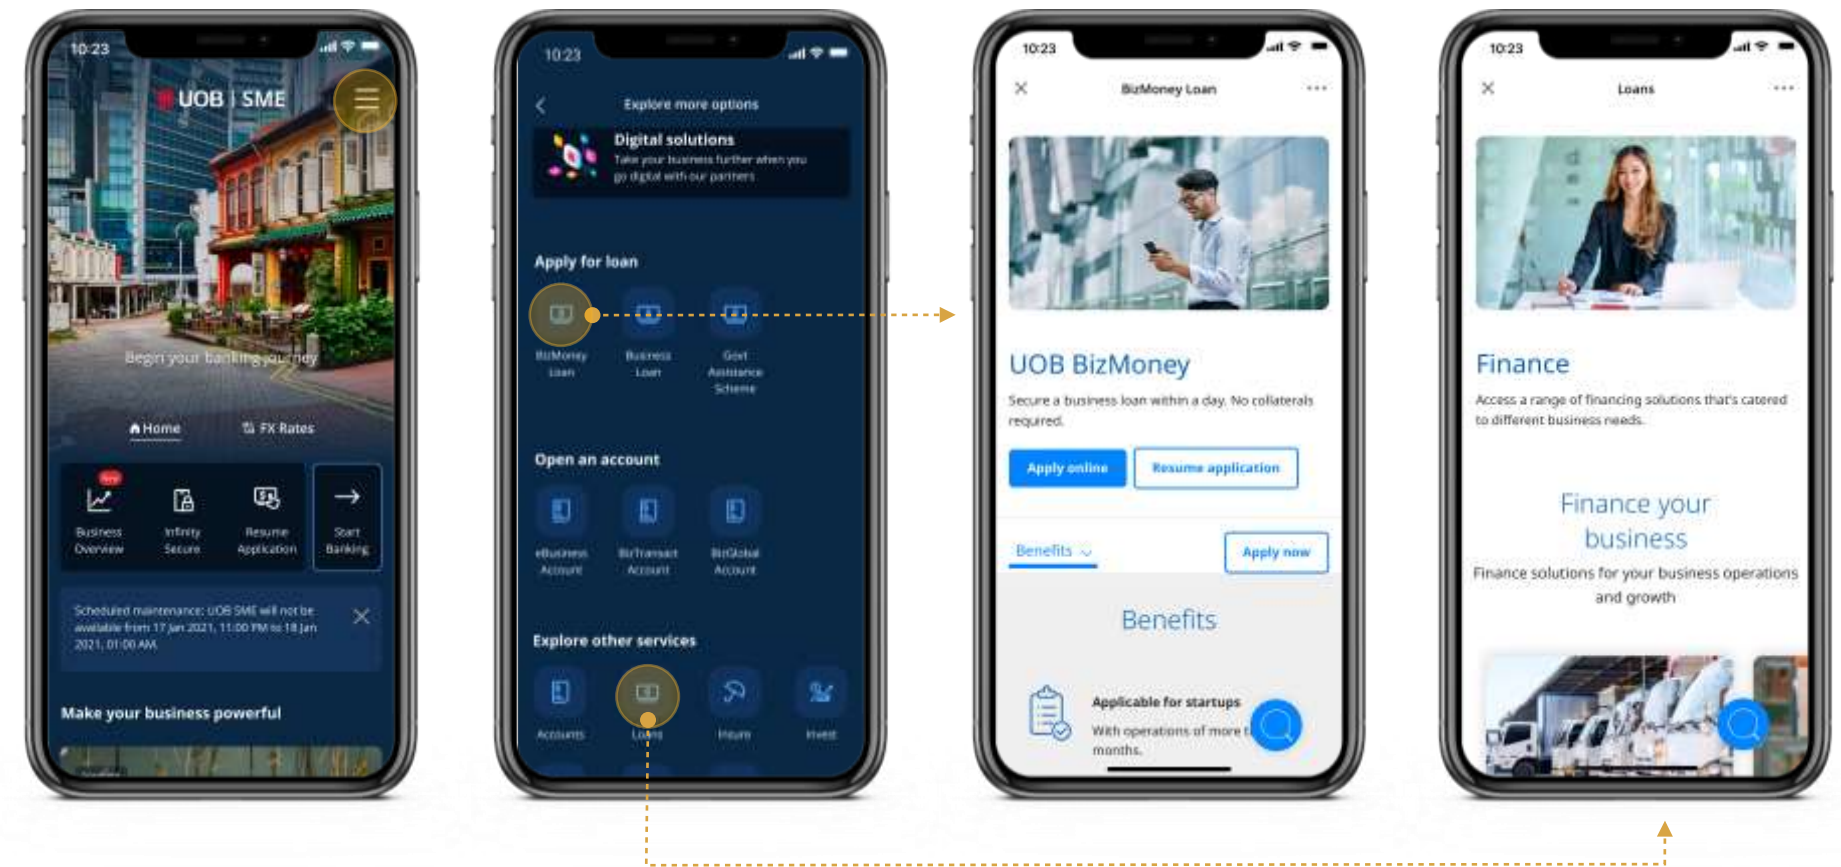 10:23
UOB | SME
Begin your banking journey
Home
FX Rates
New
Business
Overview
Infinity
Secure
Resume
Application
Start
Banking
Scheduled maintenance: UOB SME will not be
available from 17 Jan 2021, 11:00 PM to 18 Jan
2021, 01:00 AM.
Make your business powerful
10:23
Explore more options
Digital solutions
Take your business further when you
go digital with our partners
Apply for loan
BizMoney
Loan
Business
Loan
Govt
Assistance
Scheme
Open an account
eBusiness
Account
BizTransact
Account
BizGlobal
Account
Explore other services
Accounts
Loans
Insure
Invest
10:23
BizMoney Loan
UOB BizMoney
Secure a business loan within a day. No collaterals
required.
Apply online
Resume application
Benefits
Apply now
Benefits
Applicable for startups
With operations of more t
months.
10:23
Loans
Finance
Access a range of financing solutions that's catered
to different business needs.
Finance your
business
Finance solutions for your business operations
and growth